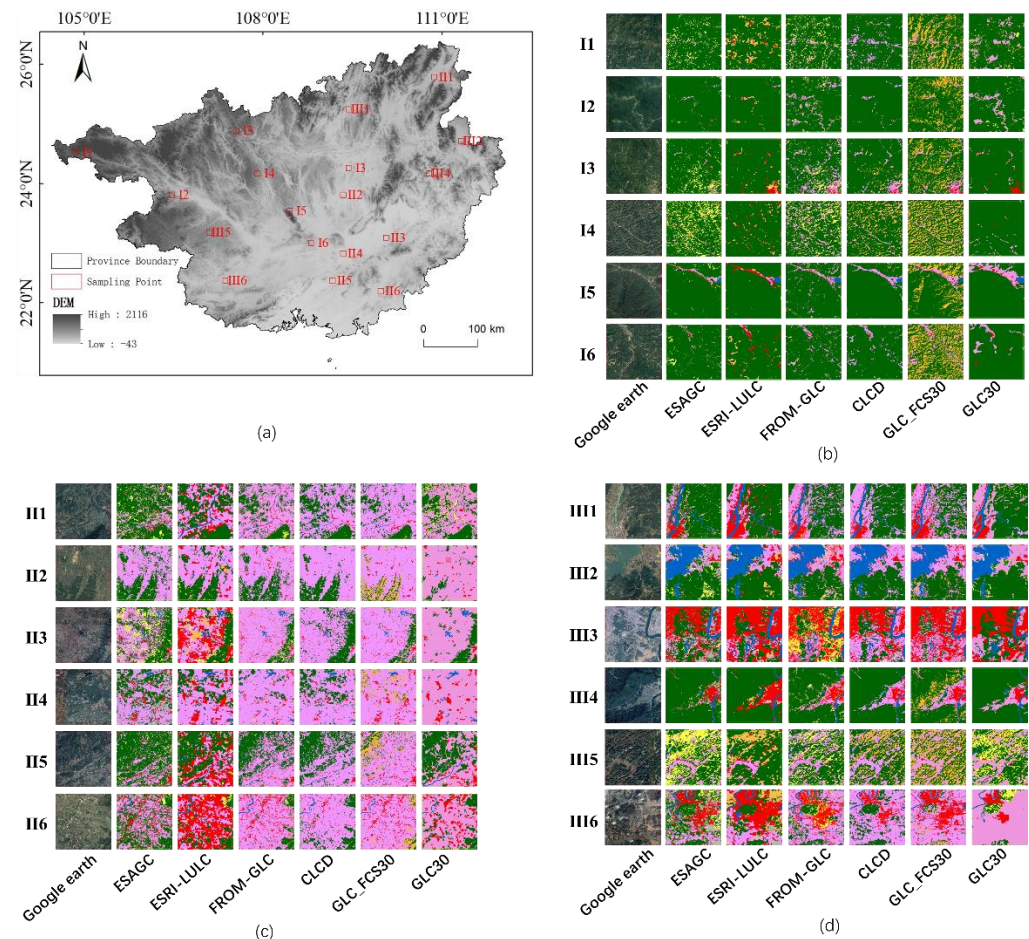 105°0'E 108°0'E 111°0'E
N
26°0'N
24°0'N
22°0'N
II1
III1
I3
I3
I4
II2
III4
I2
I5
III5
I6
II3
II4
III6
II5
II6
Province Boundary
Sampling Point
DEM
High : 2116
Low : -43
0 100 km
(a)
I1
I2
I3
I4
I5
I6
Google earth ESAGC ESRI-LULC FROM-GLC CLCD GLC_FCS30 GLC30
(b)
II1
II2
II3
II4
II5
II6
Google earth ESAGC ESRI-LULC FROM-GLC CLCD GLC_FCS30 GLC30
(c)
III1
III2
III3
III4
III5
III6
Google earth ESAGC ESRI-LULC FROM-GLC CLCD GLC_FCS30 GLC30
(d)